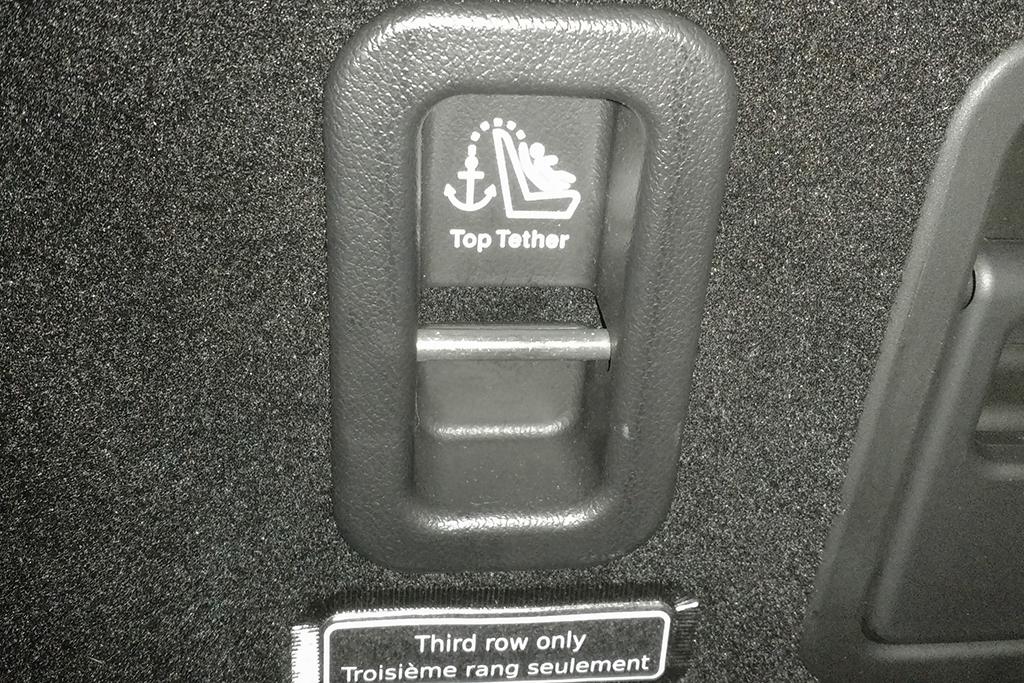 Top Tether
Third row only
Troisième rang seulement